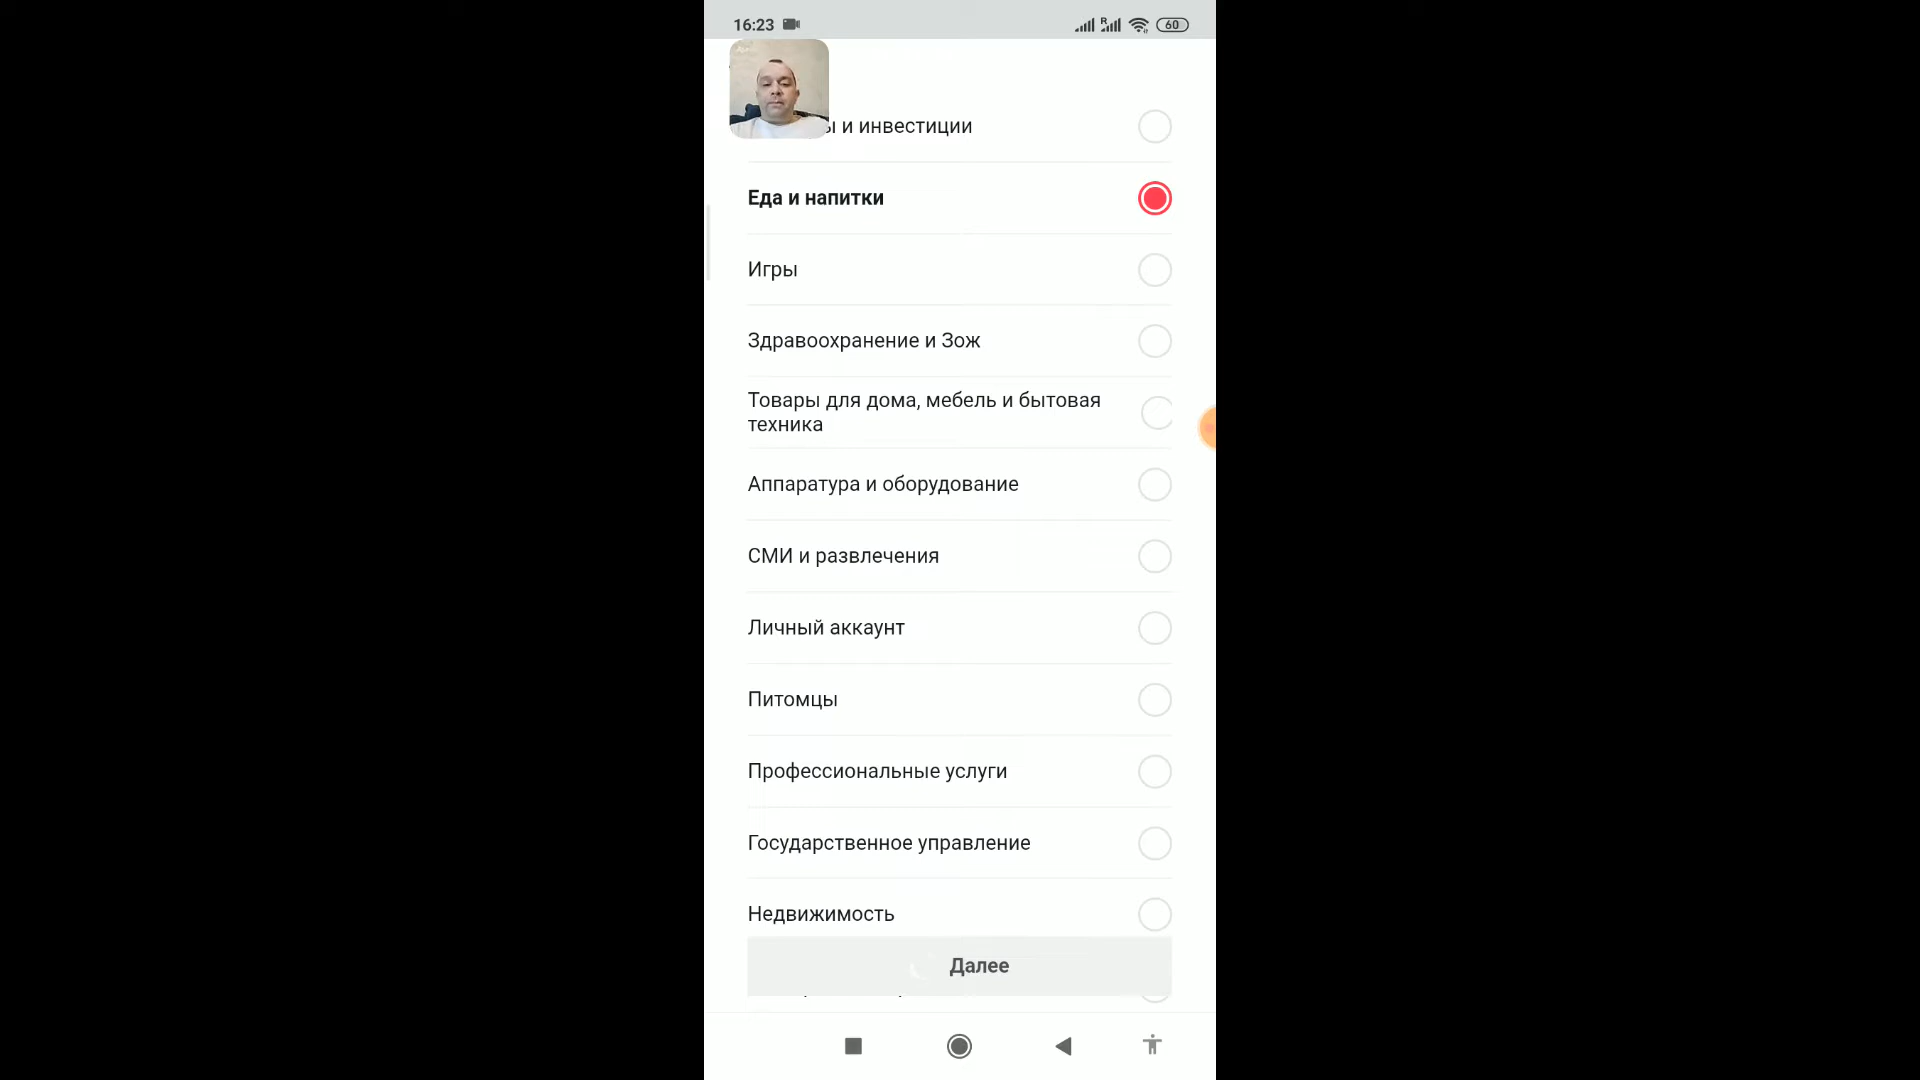 16:23
R
60
ы и инвестиции
Еда и напитки
Игры
Здравоохранение и Зож
Товары для дома, мебель и бытовая
техника
Аппаратура и оборудование
СМИ и развлечения
Личный аккаунт
Питомцы
Профессиональные услуги
Государственное управление
Недвижимость
Далее